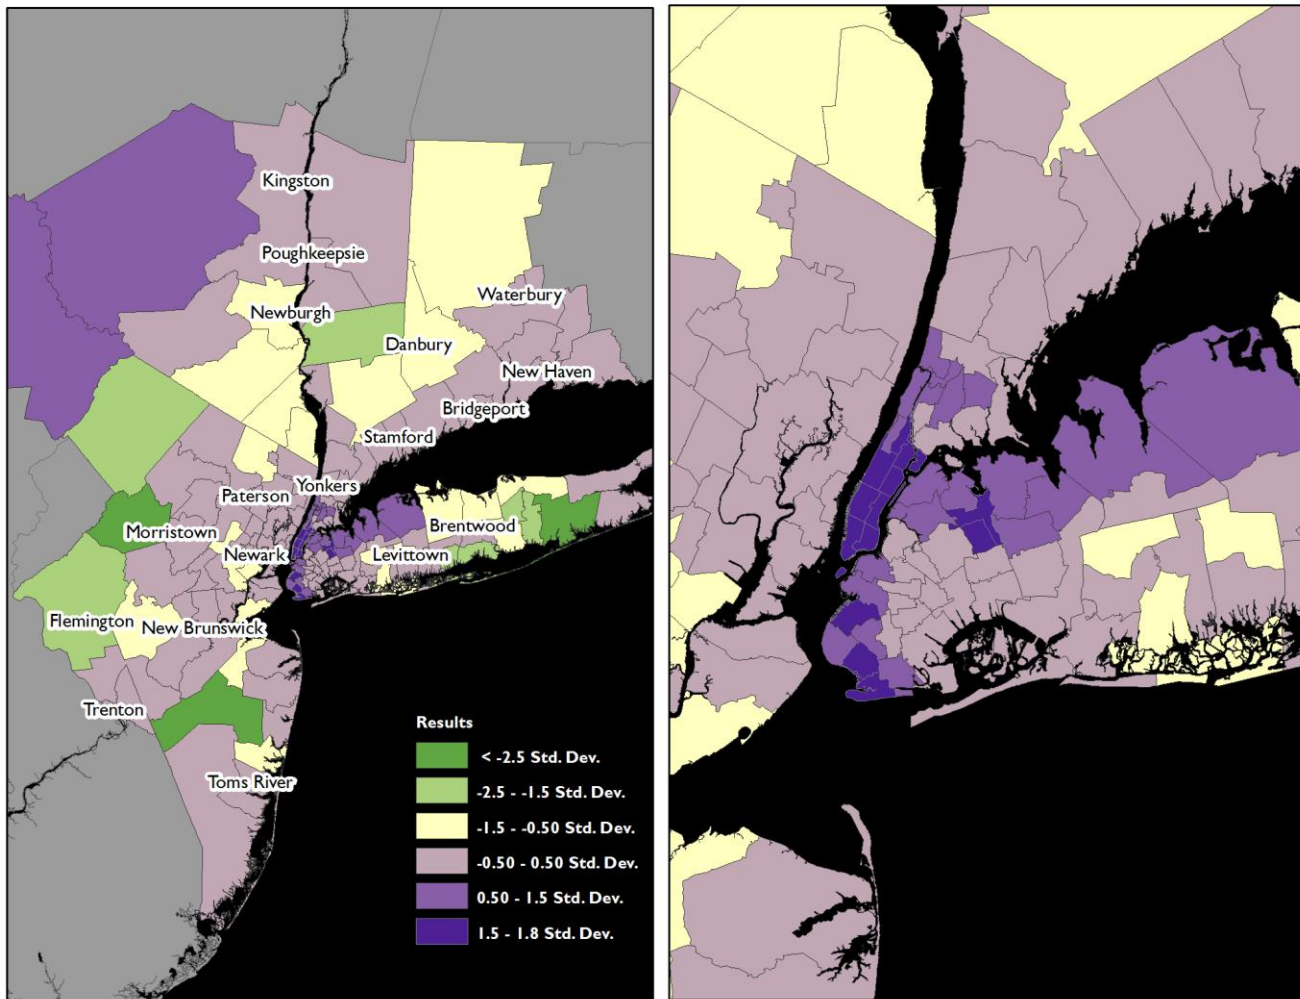 Kingston
Poughkeepsie
Waterbury
Newburgh
Danbury
New Haven
Bridgeport
Stamford
Yonkers
Paterson
Brentwood
Morristown
Newark
Levittown
Flemington
New Brunswick
Trenton
Results
< -2.5 Std. Dev.
-2.5 - -1.5 Std. Dev.
Toms River
-1.5 - -0.50 Std. Dev.
-0.50 - 0.50 Std. Dev.
0.50 - 1.5 Std. Dev.
1.5 - 1.8 Std. Dev.